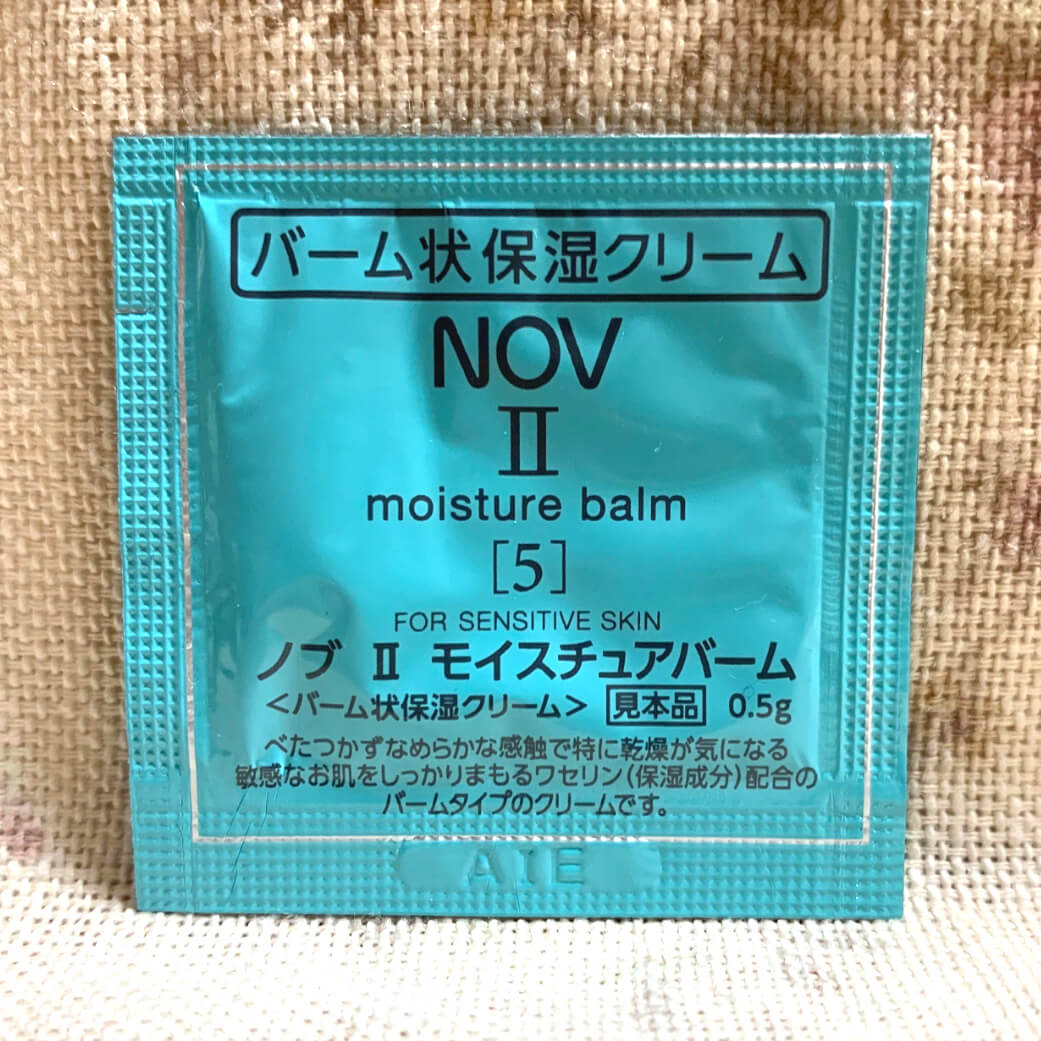 バーム状保湿クリーム
NOV
Ⅱ
moisture balm
[5]
FOR SENSITIVE SKIN
ノブ Ⅱ モイスチュアバーム
<バーム状保湿クリーム> 見本品 0.5g
べたつかずなめらかな感触で特に乾燥が気になる
敏感なお肌をしっかりまもるワセリン(保湿成分)配合の
バームタイプのクリームです。
AIE